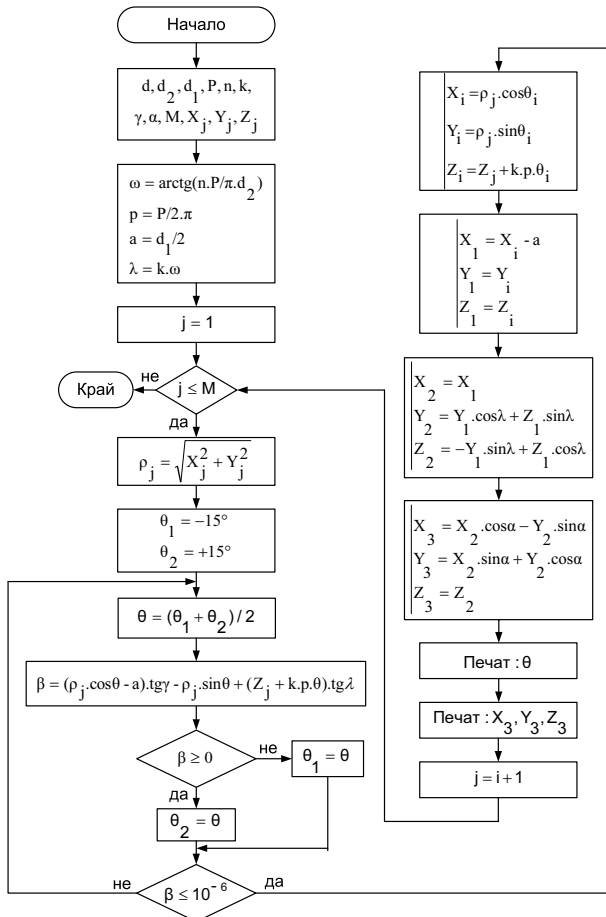 Начало
d, d₂, d₁, P, n, k,
γ, α, M, Xⱼ, Yⱼ, Zⱼ
ω = arctg(n.P/π.d₂)
p = P/2.π
a = d₁/2
λ = k.ω
j = 1
Край
не
j ≤ M
да
ρⱼ = √(Xⱼ² + Yⱼ²)
θ₁ = −15°
θ₂ = +15°
θ = (θ₁ + θ₂) / 2
β = (ρⱼ.cosθ - a).tgγ - ρⱼ.sinθ + (Zⱼ + k.p.θ).tgλ
β ≥ 0
не
θ₁ = θ
да
θ₂ = θ
не
β ≤ 10⁻⁶
да
Xᵢ = ρⱼ.cosθᵢ
Yᵢ = ρⱼ.sinθᵢ
Zᵢ = Zⱼ + k.p.θᵢ
X₁ = Xᵢ - a
Y₁ = Yᵢ
Z₁ = Zᵢ
X₂ = X₁
Y₂ = Y₁.cosλ + Z₁.sinλ
Z₂ = −Y₁.sinλ + Z₁.cosλ
X₃ = X₂.cosα − Y₂.sinα
Y₃ = X₂.sinα + Y₂.cosα
Z₃ = Z₂
Печат : θ
Печат : X₃, Y₃, Z₃
j = i + 1